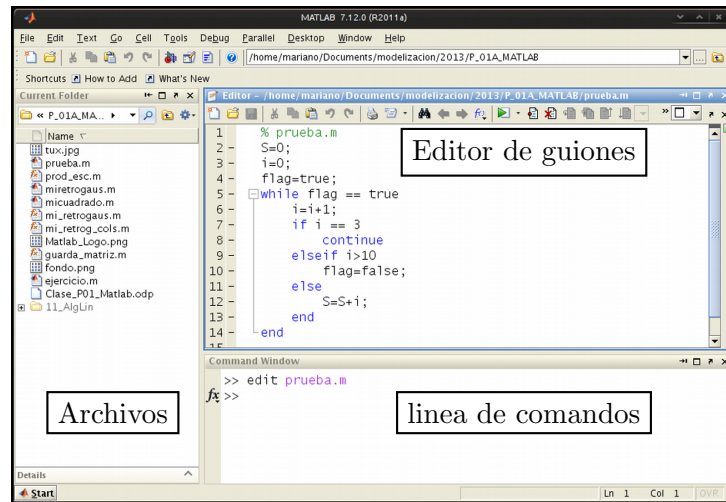 MATLAB 7.12.0 (R2011a)
File Edit Text Go Cell Tools Debug Parallel Desktop Window Help
/home/mariano/Documents/modelizacion/2013/P_01A_MATLAB
Shortcuts How to Add What's New
Current Folder
« P_01A_MA...
Name
tux.jpg
prueba.m
prod_esc.m
miretrogaus.m
micuadrado.m
mi_retrogaus.m
mi_retrog_cols.m
Matlab_Logo.png
guarda_matriz.m
fondo.png
ejercicio.m
Clase_P01_Matlab.odp
11_AlgLin
Archivos
Details
Editor - /home/mariano/Documents/modelizacion/2013/P_01A_MATLAB/prueba.m
1 % prueba.m
2 - S=0;
3 - i=0;
4 - flag=true;
5 - while flag == true
6 - i=i+1;
7 - if i == 3
8 - continue
9 - elseif i>10
10 - flag=false;
11 - else
12 - S=S+i;
13 - end
14 - end
15
Editor de guiones
Command Window
>> edit prueba.m
fx >>
linea de comandos
Start
Ln 1 Col 1 OVR